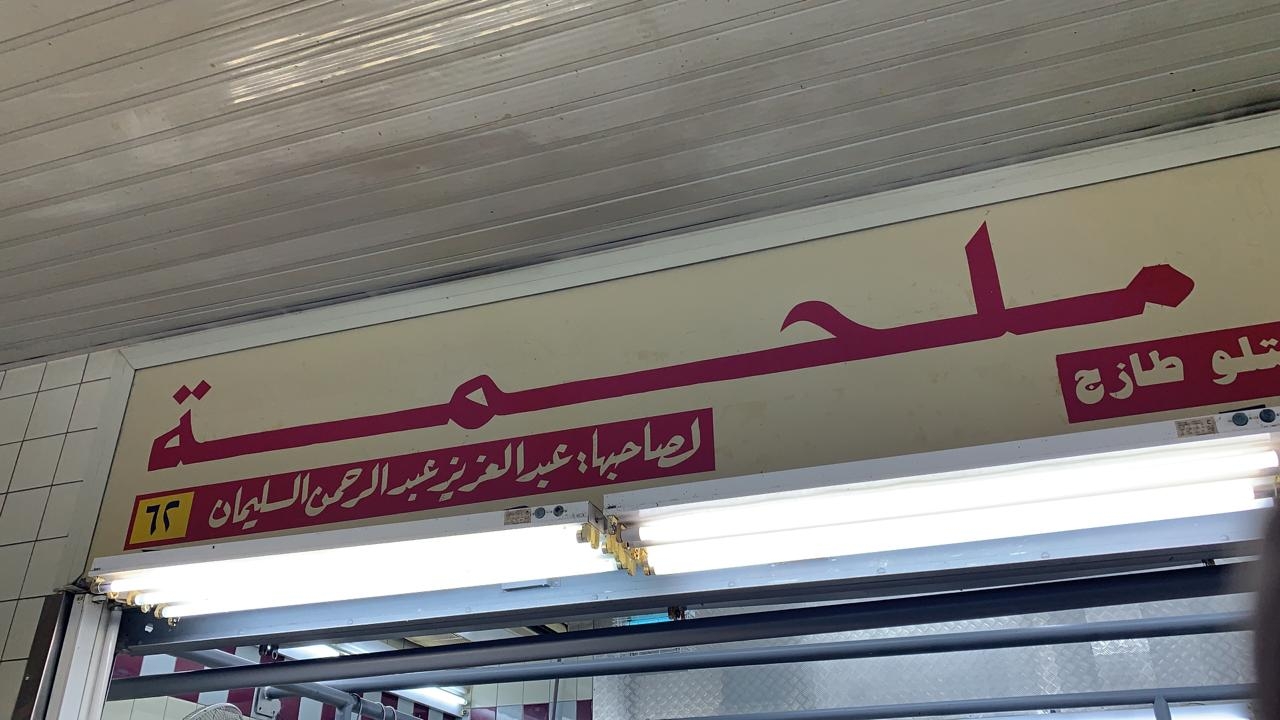 ملحمة
تلو طازج
لصاحبها: عبدالعزيز عبدالرحمن السليمان
٦٢